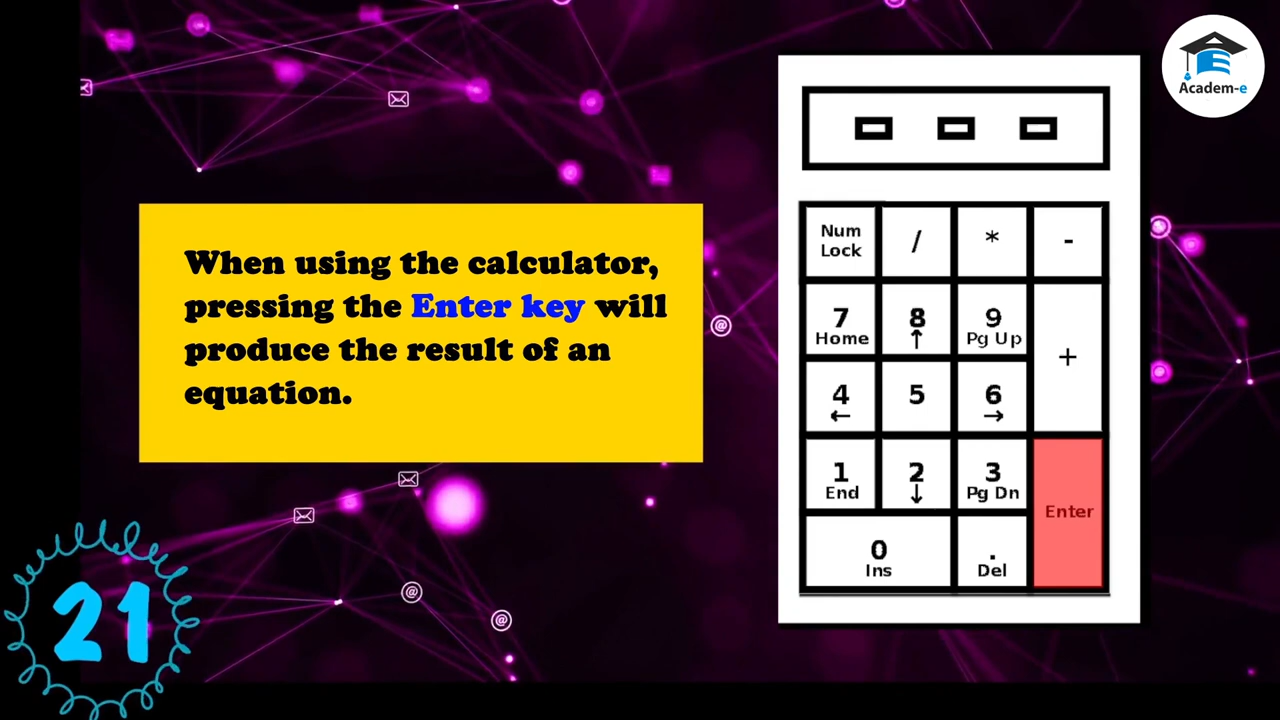 Academ-e
When using the calculator,
pressing the Enter key will
produce the result of an
equation.
Num Lock / * -
7 Home 8 ↑ 9 Pg Up +
4 ← 5 6 →
1 End 2 ↓ 3 Pg Dn Enter
0 Ins . Del
21